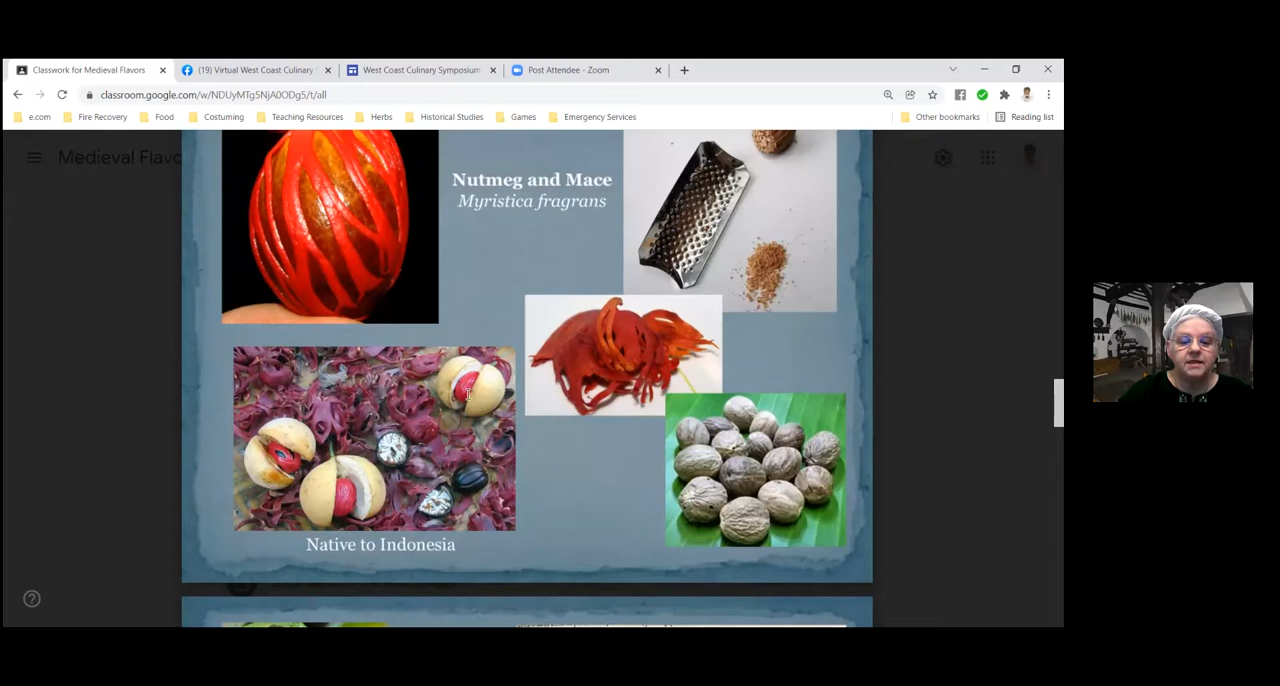 Classwork for Medieval Flavors
(19) Virtual West Coast Culinary
West Coast Culinary Symposium
Post Attendee - Zoom
classroom.google.com/w/NDUyMTg5NjA0ODg5/t/all
e.com
Fire Recovery
Food
Costuming
Teaching Resources
Herbs
Historical Studies
Games
Emergency Services
Other bookmarks
Reading list
Medieval Flavo
Nutmeg and Mace
Myristica fragrans
Native to Indonesia